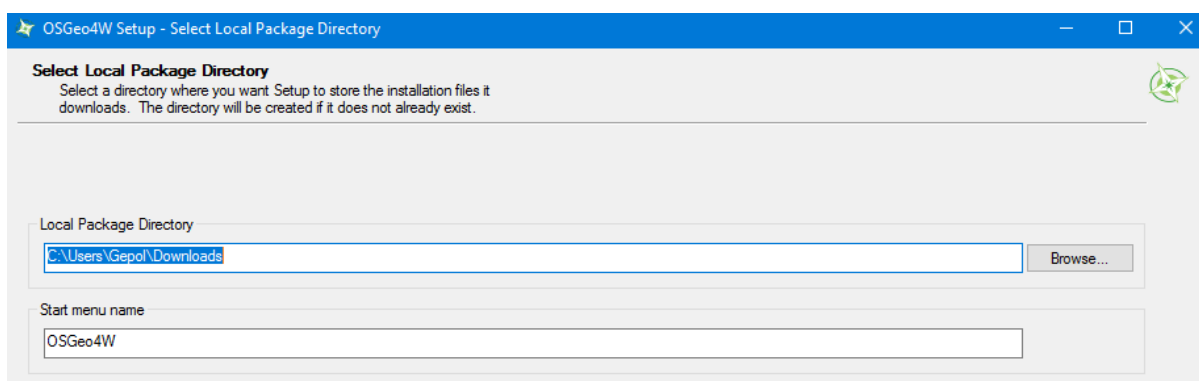 OSGeo4W Setup - Select Local Package Directory
Select Local Package Directory
Select a directory where you want Setup to store the installation files it
downloads. The directory will be created if it does not already exist.
Local Package Directory
C:\Users\Gepol\Downloads
Browse...
Start menu name
OSGeo4W